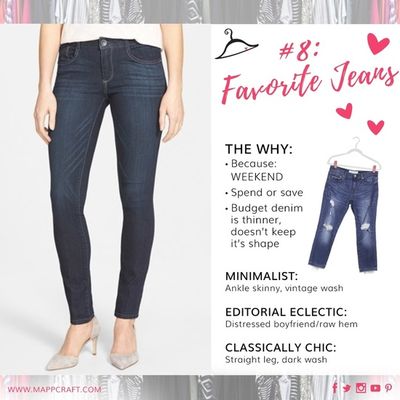 #8:
Favorite Jeans
THE WHY:
• Because:
WEEKEND
• Spend or save
• Budget denim
is thinner,
doesn't keep
it's shape
MINIMALIST:
Ankle skinny, vintage wash
EDITORIAL ECLECTIC:
Distressed boyfriend/raw hem
CLASSICALLY CHIC:
Straight leg, dark wash
WWW.MAPPCRAFT.COM